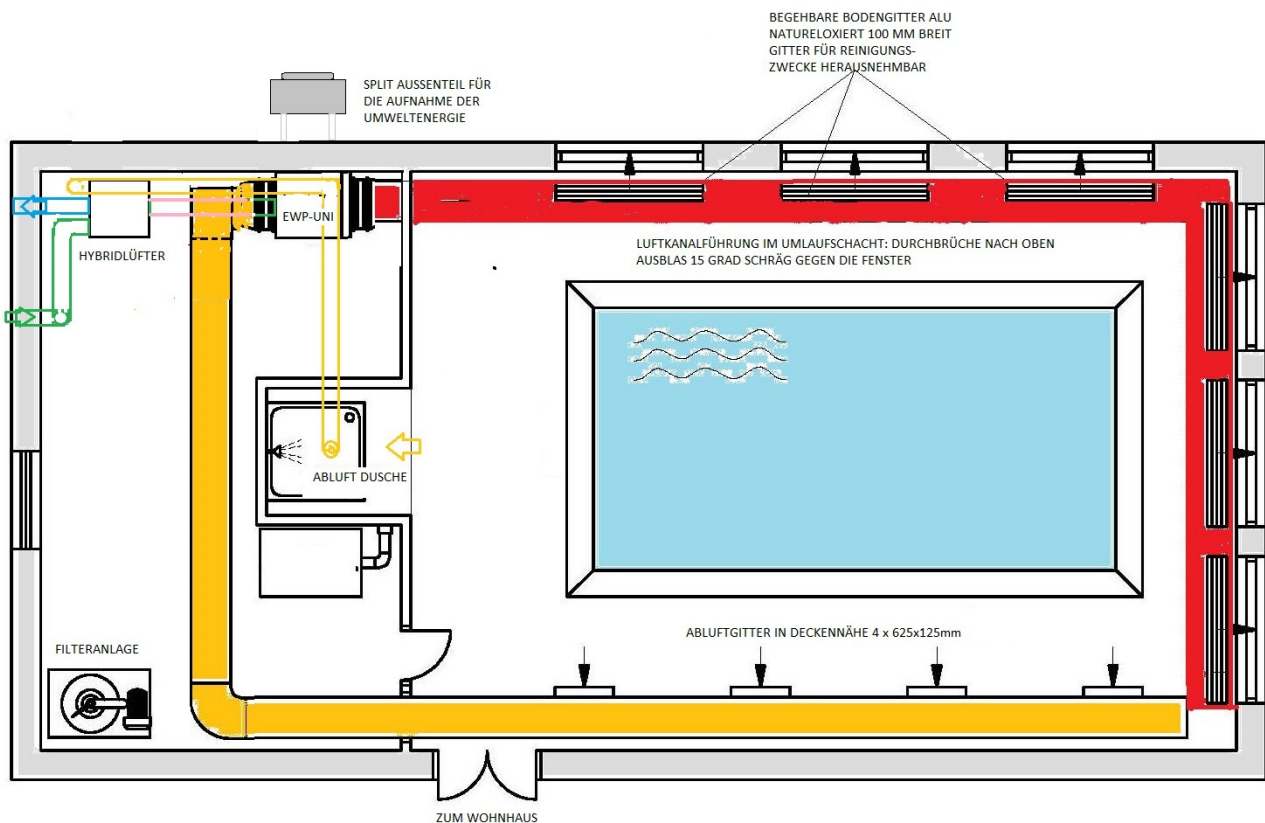 BEGEHBARE BODENGITTER ALU
NATURELOXIERT 100 MM BREIT
GITTER FÜR REINIGUNGS-
ZWECKE HERAUSNEHMBAR
SPLIT AUSSENTEIL FÜR
DIE AUFNAHME DER
UMWELTENERGIE
EWP-UNI
HYBRIDLÜFTER
LUFTKANALFÜHRUNG IM UMLAUFSCHACHT: DURCHBRÜCHE NACH OBEN
AUSBLAS 15 GRAD SCHRÄG GEGEN DIE FENSTER
ABLUFT DUSCHE
ABLUFTGITTER IN DECKENNÄHE 4 x 625x125mm
FILTERANLAGE
ZUM WOHNHAUS